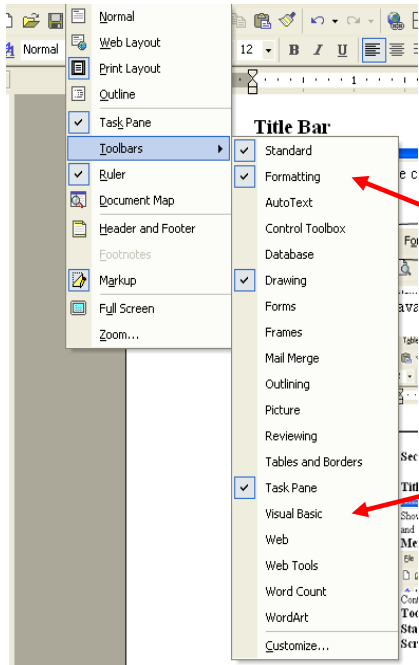 Normal
12 B I U
Normal
Web Layout
Print Layout
Outline
Task Pane
Toolbars
Ruler
Document Map
Header and Footer
Footnotes
Markup
Full Screen
Zoom...
1
Title Bar
Standard
Formatting
AutoText
Control Toolbox
Database
Drawing
Forms
Frames
Mail Merge
Outlining
Picture
Reviewing
Tables and Borders
Task Pane
Visual Basic
Web
Web Tools
Word Count
WordArt
Customize...